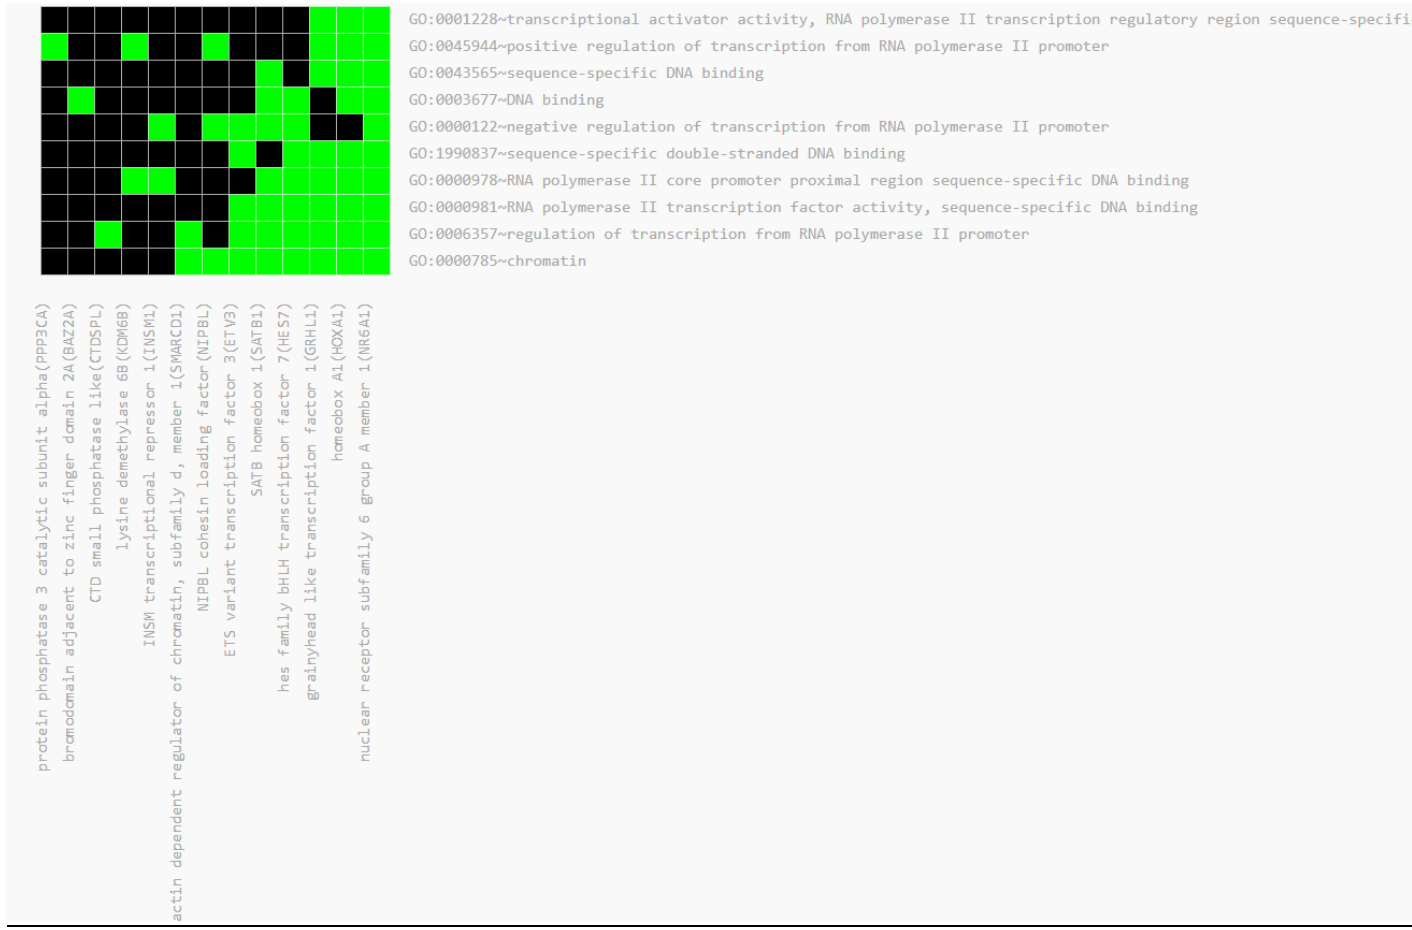 GO:0001228~transcriptional activator activity, RNA polymerase II transcription regulatory region sequence-specifi
GO:0045944~positive regulation of transcription from RNA polymerase II promoter
GO:0043565~sequence-specific DNA binding
GO:0003677~DNA binding
GO:0000122~negative regulation of transcription from RNA polymerase II promoter
GO:1990837~sequence-specific double-stranded DNA binding
GO:0000978~RNA polymerase II core promoter proximal region sequence-specific DNA binding
GO:0000981~RNA polymerase II transcription factor activity, sequence-specific DNA binding
GO:0006357~regulation of transcription from RNA polymerase II promoter
GO:0000785~chromatin
protein phosphatase 3 catalytic subunit alpha(PPP3CA)
bromodomain adjacent to zinc finger domain 2A(BAZ2A)
CTD small phosphatase like(CTDSPL)
lysine demethylase 6B(KDM6B)
INSM transcriptional repressor 1(INSM1)
actin dependent regulator of chromatin, subfamily d, member 1(SMARCD1)
NIPBL cohesin loading factor(NIPBL)
ETS variant transcription factor 3(ETV3)
SATB homeobox 1(SATB1)
hes family bHLH transcription factor 7(HES7)
grainyhead like transcription factor 1(GRHL1)
homeobox A1(HOXA1)
nuclear receptor subfamily 6 group A member 1(NR6A1)